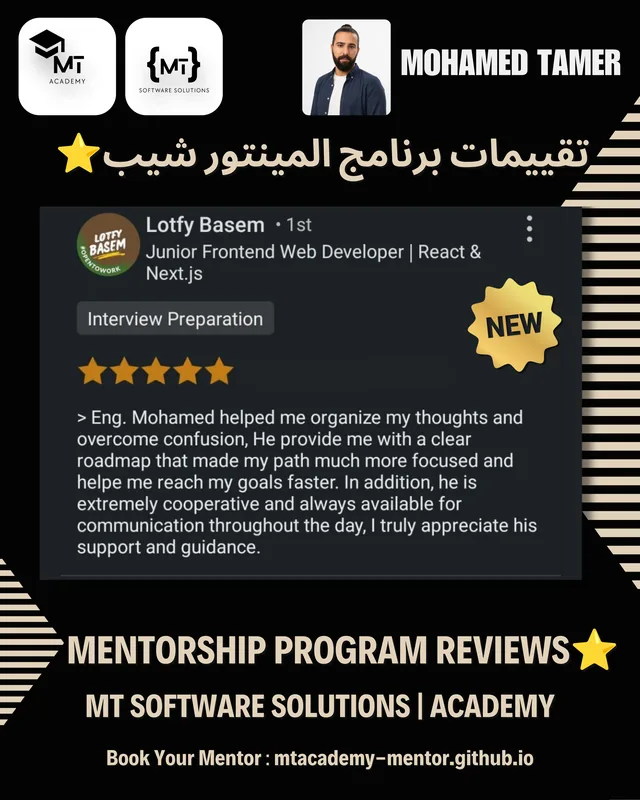 MT
ACADEMY
{MT}
SOFTWARE SOLUTIONS
MOHAMED TAMER
تقييمات برنامج المينتور شيب⭐
LOTFY
BASEM
#OPENTOWORK
Lotfy Basem • 1st
Junior Frontend Web Developer | React &
Next.js
Interview Preparation
NEW
> Eng. Mohamed helped me organize my thoughts and
overcome confusion, He provide me with a clear
roadmap that made my path much more focused and
helpe me reach my goals faster. In addition, he is
extremely cooperative and always available for
communication throughout the day, I truly appreciate his
support and guidance.
MENTORSHIP PROGRAM REVIEWS⭐
MT SOFTWARE SOLUTIONS | ACADEMY
Book Your Mentor : mtacademy-mentor.github.io